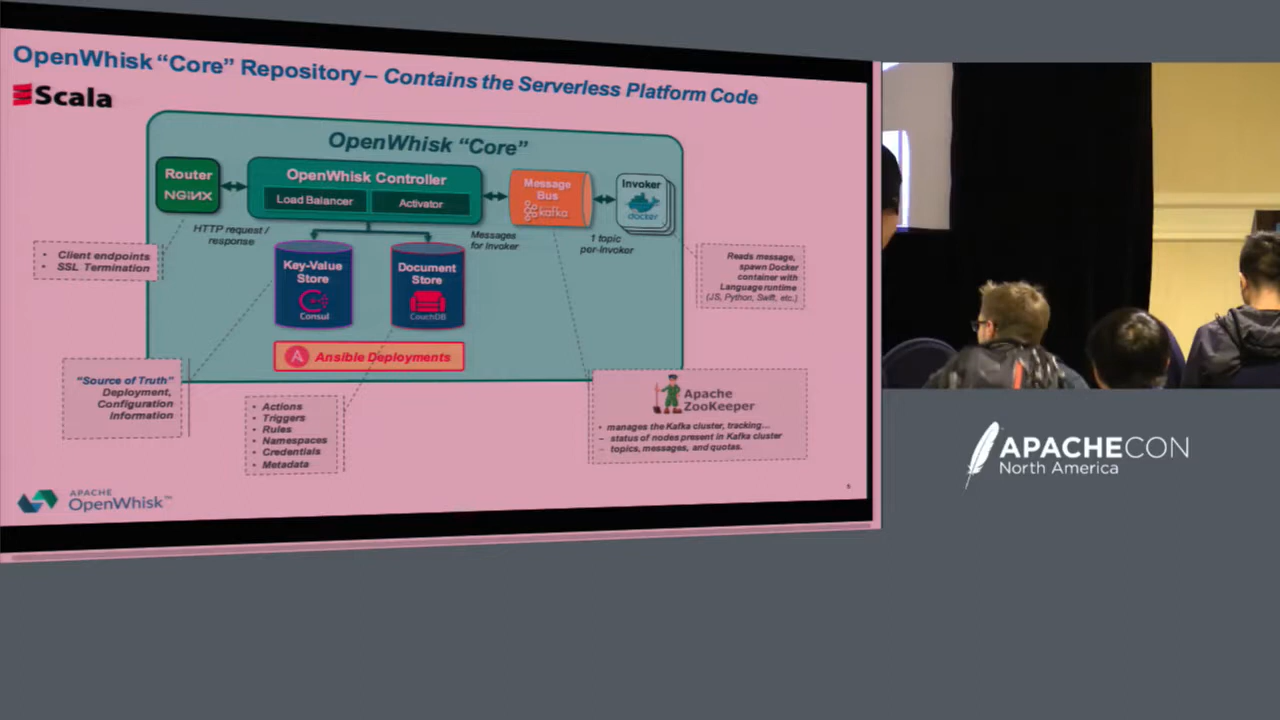 OpenWhisk “Core” Repository – Contains the Serverless Platform Code
Scala
OpenWhisk “Core”
Router
NGINX
OpenWhisk Controller
Load Balancer
Activator
Message
Bus
kafka
Invoker
docker
HTTP request /
response
Messages
for Invoker
1 topic
per-Invoker
• Client endpoints
• SSL Termination
Key-Value
Store
Consul
Document
Store
CouchDB
Reads message,
spawn Docker
container with
Language runtime
(JS, Python, Swift, etc.)
Ansible Deployments
“Source of Truth”
Deployment,
Configuration
Information
• Actions
• Triggers
• Rules
• Namespaces
• Credentials
• Metadata
Apache
ZooKeeper
• manages the Kafka cluster, tracking...
– status of nodes present in Kafka cluster
– topics, messages, and quotas.
APACHE
OpenWhisk™
5
APACHECON
North America